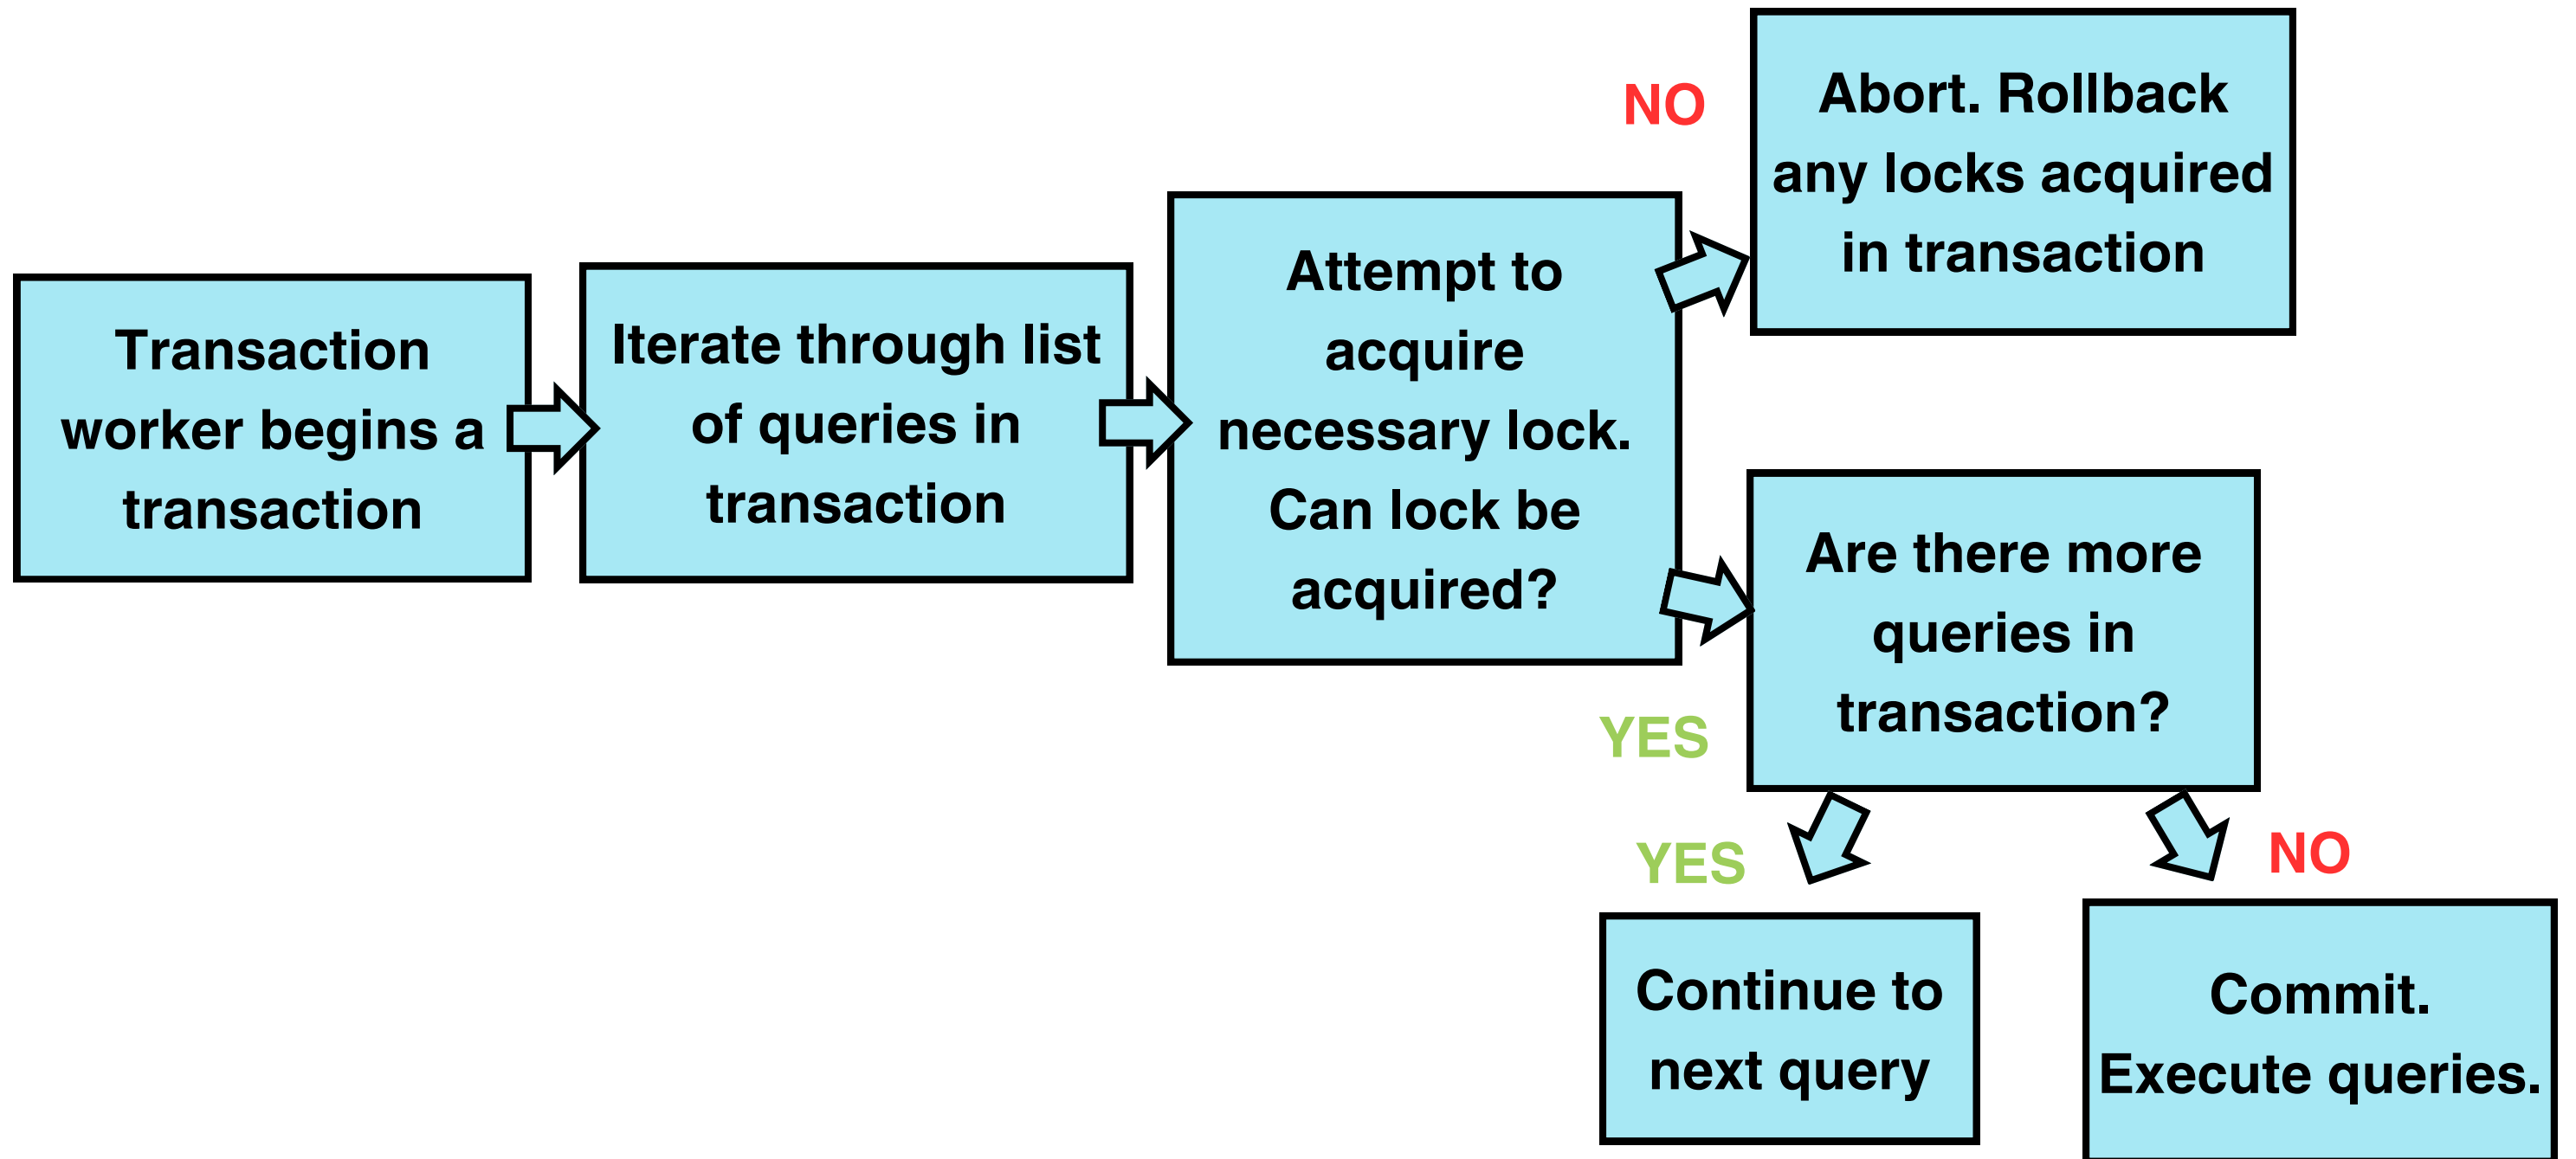 Transaction
worker begins a
transaction
Iterate through list
of queries in
transaction
Attempt to
acquire
necessary lock.
Can lock be
acquired?
NO
Abort. Rollback
any locks acquired
in transaction
YES
Are there more
queries in
transaction?
YES
Continue to
next query
NO
Commit.
Execute queries.